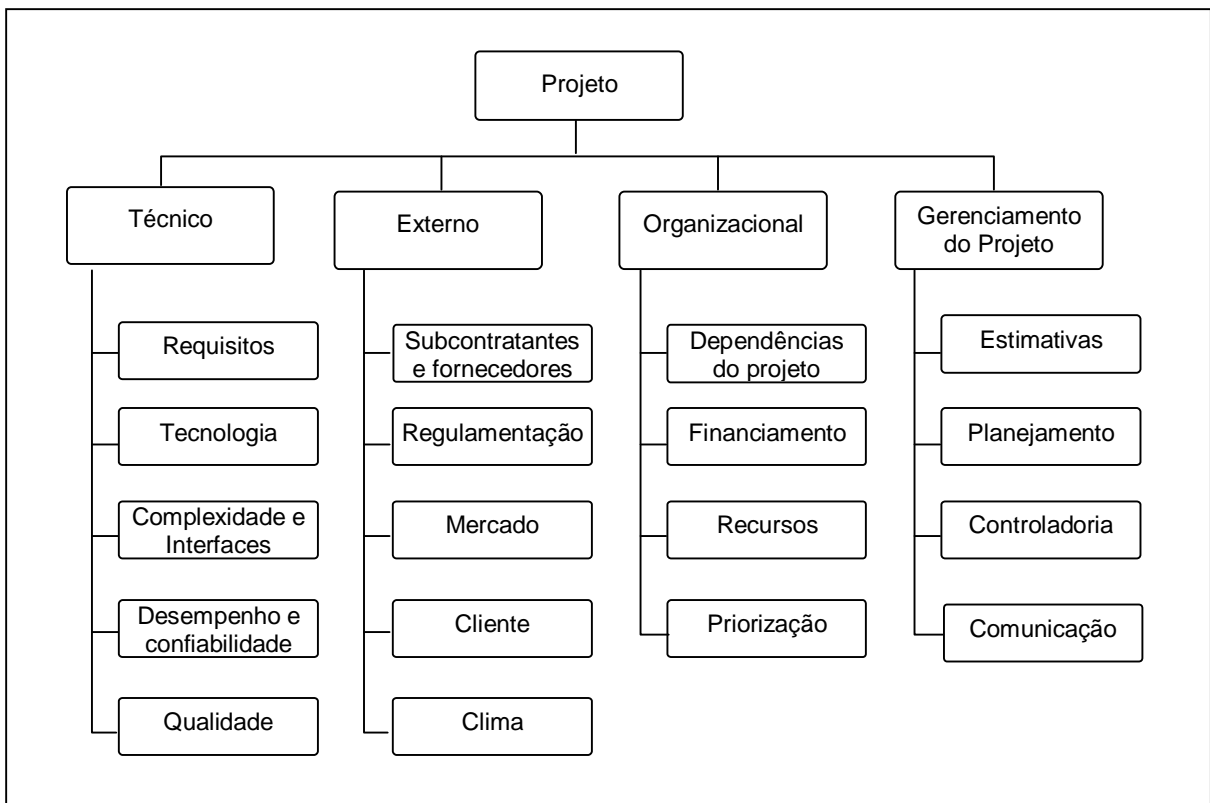 Projeto
Técnico
Externo
Organizacional
Gerenciamento
do Projeto
Requisitos
Tecnologia
Complexidade e
Interfaces
Desempenho e
confiabilidade
Qualidade
Subcontratantes
e fornecedores
Regulamentação
Mercado
Cliente
Clima
Dependências
do projeto
Financiamento
Recursos
Priorização
Estimativas
Planejamento
Controladoria
Comunicação